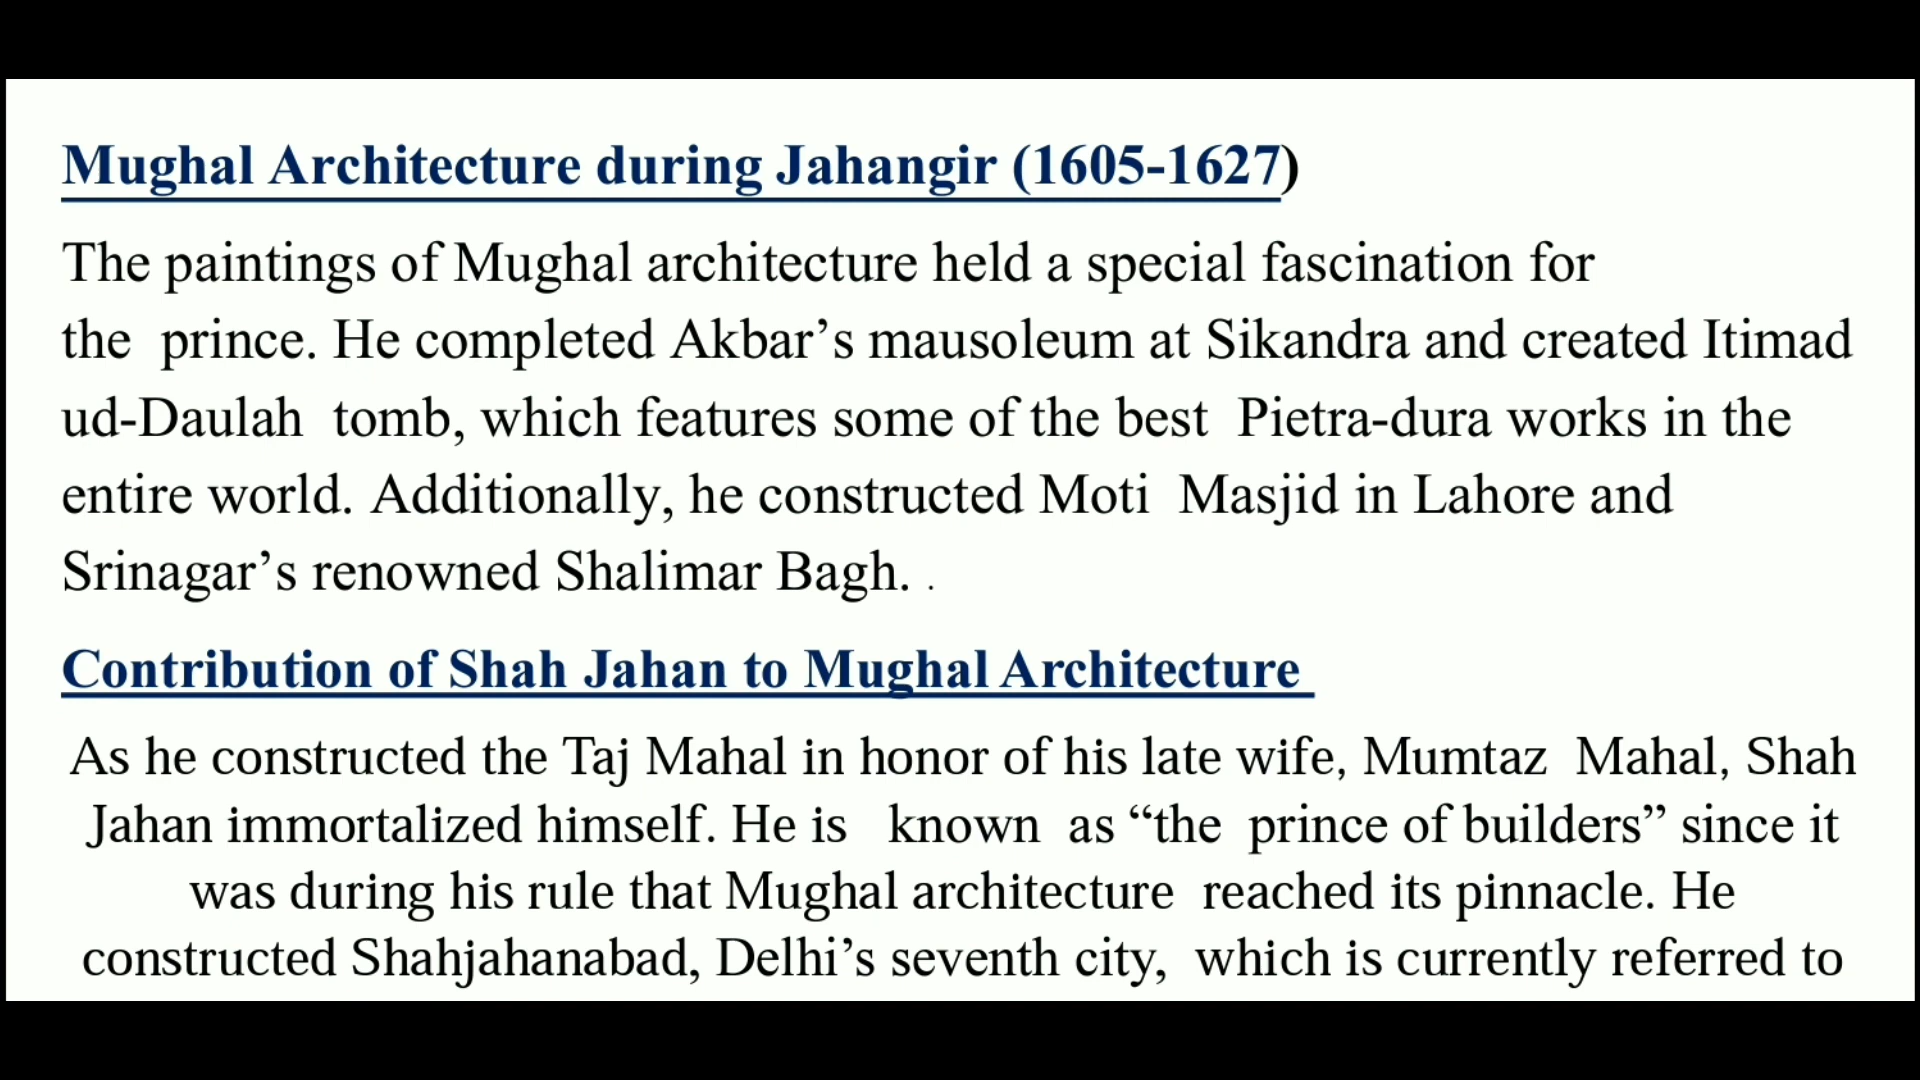 Mughal Architecture during Jahangir (1605-1627)
The paintings of Mughal architecture held a special fascination for
the prince. He completed Akbar’s mausoleum at Sikandra and created Itimad
ud-Daulah tomb, which features some of the best Pietra-dura works in the
entire world. Additionally, he constructed Moti Masjid in Lahore and
Srinagar’s renowned Shalimar Bagh. .
Contribution of Shah Jahan to Mughal Architecture
As he constructed the Taj Mahal in honor of his late wife, Mumtaz Mahal, Shah
Jahan immortalized himself. He is known as “the prince of builders” since it
was during his rule that Mughal architecture reached its pinnacle. He
constructed Shahjahanabad, Delhi’s seventh city, which is currently referred to